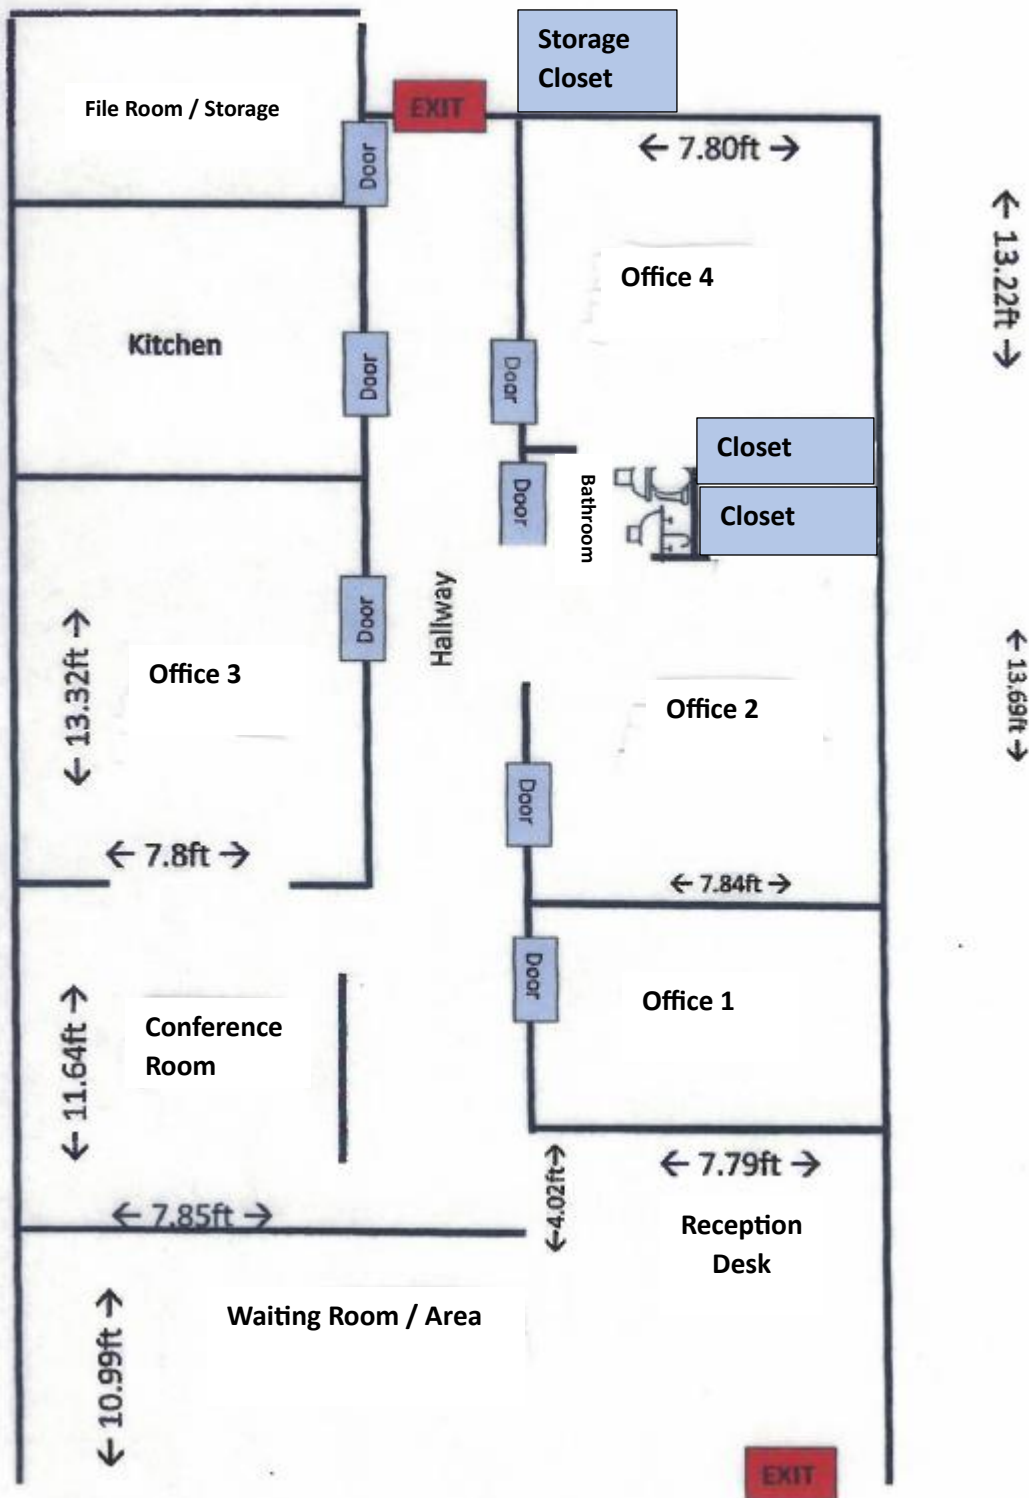 Storage
Closet
File Room / Storage
EXIT
Door
← 7.80ft →
← 13.22ft →
Office 4
Kitchen
Door
Door
Closet
Closet
Door
Bathroom
Door
Hallway
← 13.32ft →
Office 3
Office 2
← 13.69ft →
Door
← 7.8ft →
← 7.84ft →
Door
Office 1
← 11.64ft →
Conference
Room
← 7.79ft →
←4.02ft→
← 7.85ft →
Reception
Desk
Waiting Room / Area
← 10.99ft →
EXIT